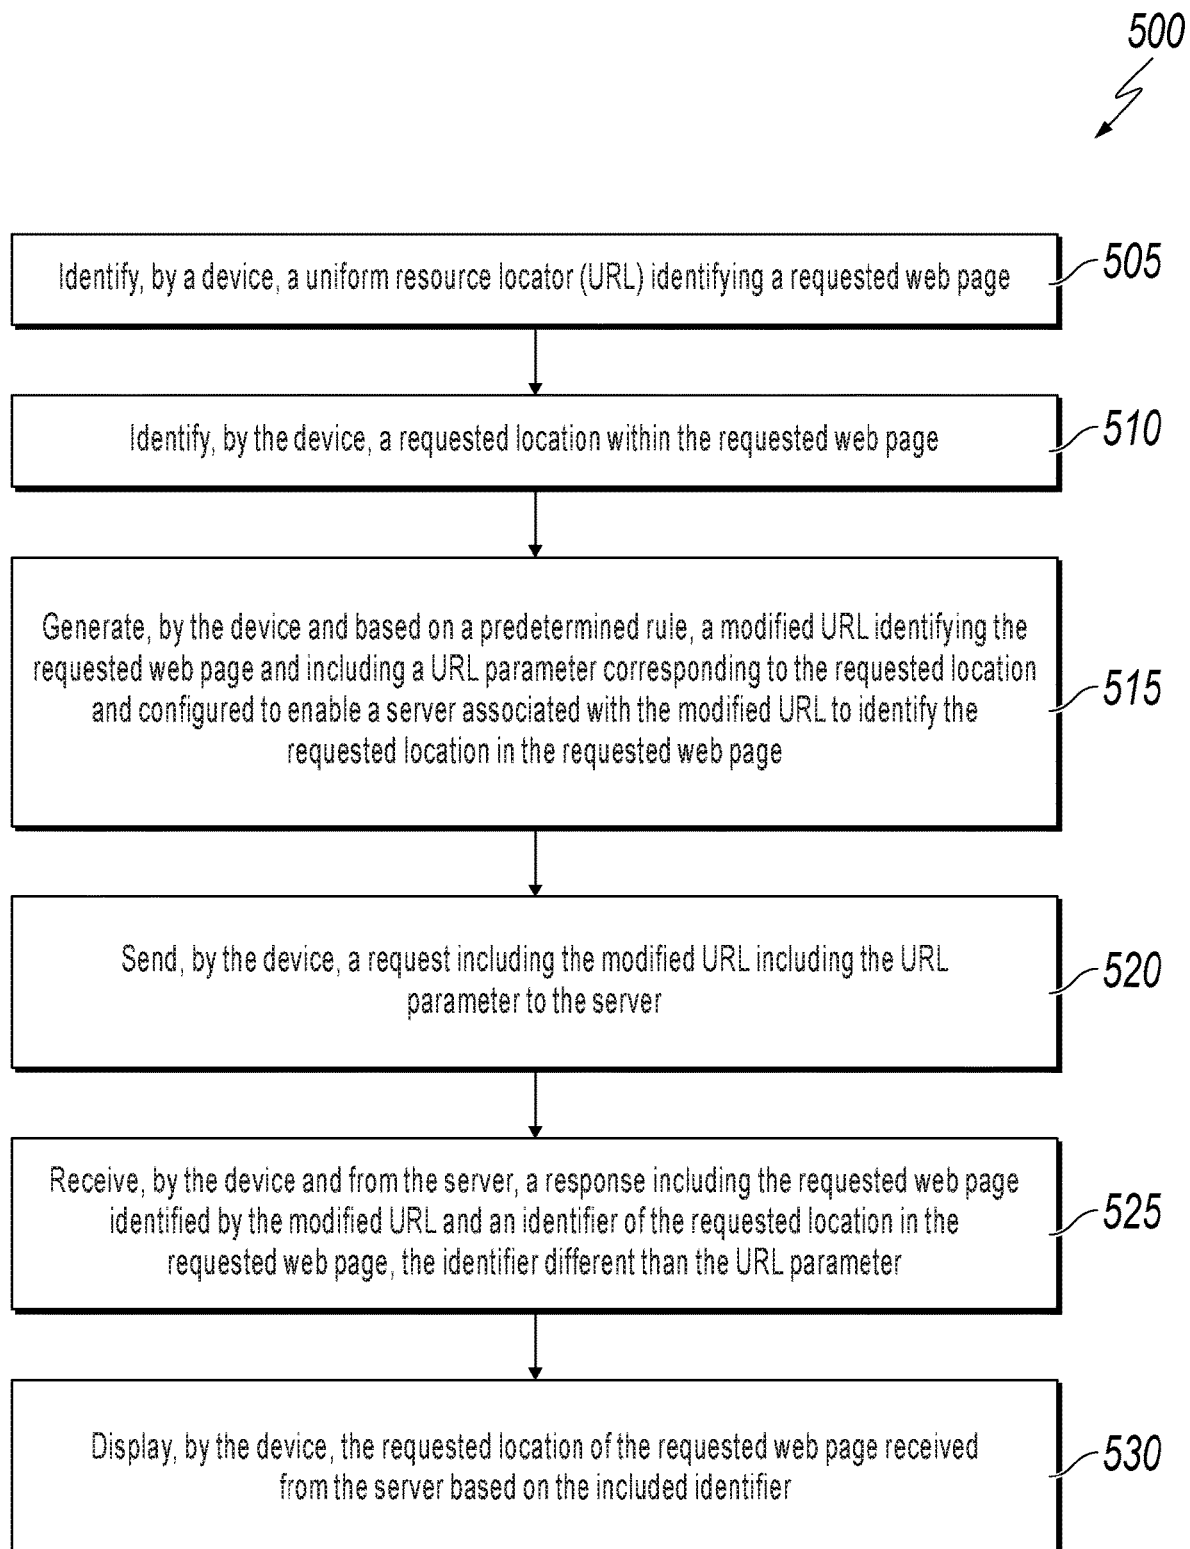 500
Identify, by a device, a uniform resource locator (URL) identifying a requested web page
505
Identify, by the device, a requested location within the requested web page
510
Generate, by the device and based on a predetermined rule, a modified URL identifying the
requested web page and including a URL parameter corresponding to the requested location
and configured to enable a server associated with the modified URL to identify the
requested location in the requested web page
515
Send, by the device, a request including the modified URL including the URL
parameter to the server
520
Receive, by the device and from the server, a response including the requested web page
identified by the modified URL and an identifier of the requested location in the
requested web page, the identifier different than the URL parameter
525
Display, by the device, the requested location of the requested web page received
from the server based on the included identifier
530